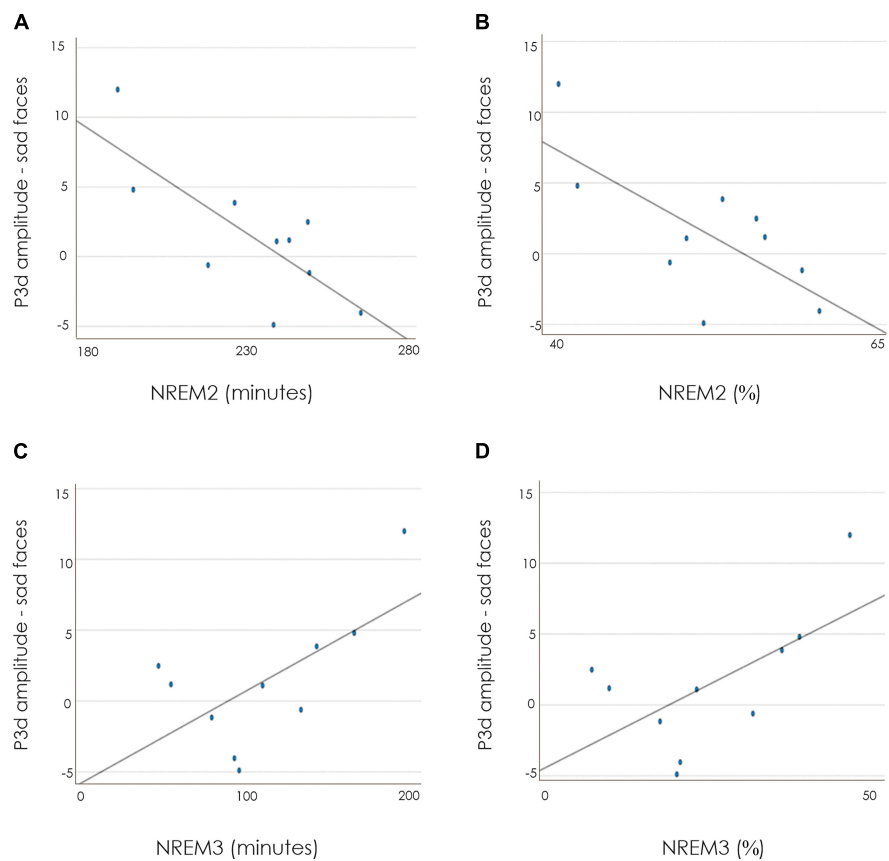 A
P3d amplitude - sad faces
15
10
5
0
-5
180 230 280
NREM2 (minutes)
B
P3d amplitude - sad faces
15
10
5
0
-5
40 65
NREM2 (%)
C
P3d amplitude - sad faces
15
10
5
0
-5
0 100 200
NREM3 (minutes)
D
P3d amplitude - sad faces
15
10
5
0
-5
0 50
NREM3 (%)